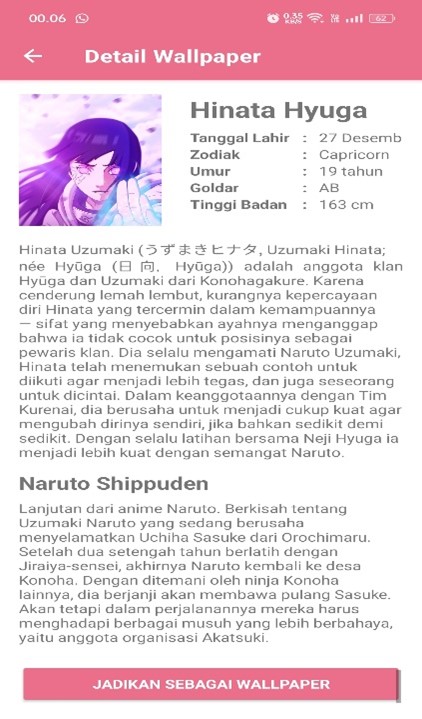 00.06
0.35
KB/S
62
Detail Wallpaper
Hinata Hyuga
Tanggal Lahir : 27 Desemb
Zodiak : Capricorn
Umur : 19 tahun
Goldar : AB
Tinggi Badan : 163 cm
Hinata Uzumaki (うずまきヒナタ, Uzumaki Hinata;
née Hyūga (日向, Hyūga)) adalah anggota klan
Hyūga dan Uzumaki dari Konohagakure. Karena
cenderung lemah lembut, kurangnya kepercayaan
diri Hinata yang tercermin dalam kemampuannya
— sifat yang menyebabkan ayahnya menganggap
bahwa ia tidak cocok untuk posisinya sebagai
pewaris klan. Dia selalu mengamati Naruto Uzumaki,
Hinata telah menemukan sebuah contoh untuk
diikuti agar menjadi lebih tegas, dan juga seseorang
untuk dicintai. Dalam keanggotaannya dengan Tim
Kurenai, dia berusaha untuk menjadi cukup kuat agar
mengubah dirinya sendiri, jika bahkan sedikit demi
sedikit. Dengan selalu latihan bersama Neji Hyuga ia
menjadi lebih kuat dengan semangat Naruto.
Naruto Shippuden
Lanjutan dari anime Naruto. Berkisah tentang
Uzumaki Naruto yang sedang berusaha
menyelamatkan Uchiha Sasuke dari Orochimaru.
Setelah dua setengah tahun berlatih dengan
Jiraiya-sensei, akhirnya Naruto kembali ke desa
Konoha. Dengan ditemani oleh ninja Konoha
lainnya, dia berjanji akan membawa pulang Sasuke.
Akan tetapi dalam perjalanannya mereka harus
menghadapi berbagai musuh yang lebih berbahaya,
yaitu anggota organisasi Akatsuki.
JADIKAN SEBAGAI WALLPAPER